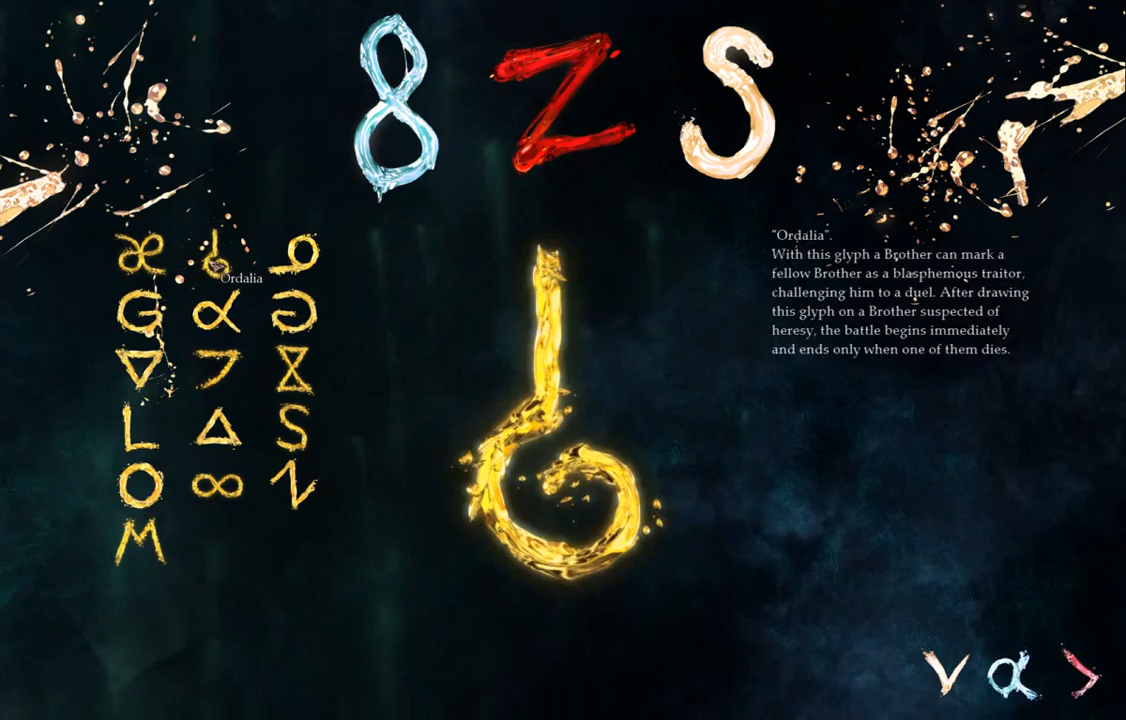 8 Z S
Ordalia
"Ordalia".
With this glyph a Brother can mark a
fellow Brother as a blasphemous traitor,
challenging him to a duel. After drawing
this glyph on a Brother suspected of
heresy, the battle begins immediately
and ends only when one of them dies.